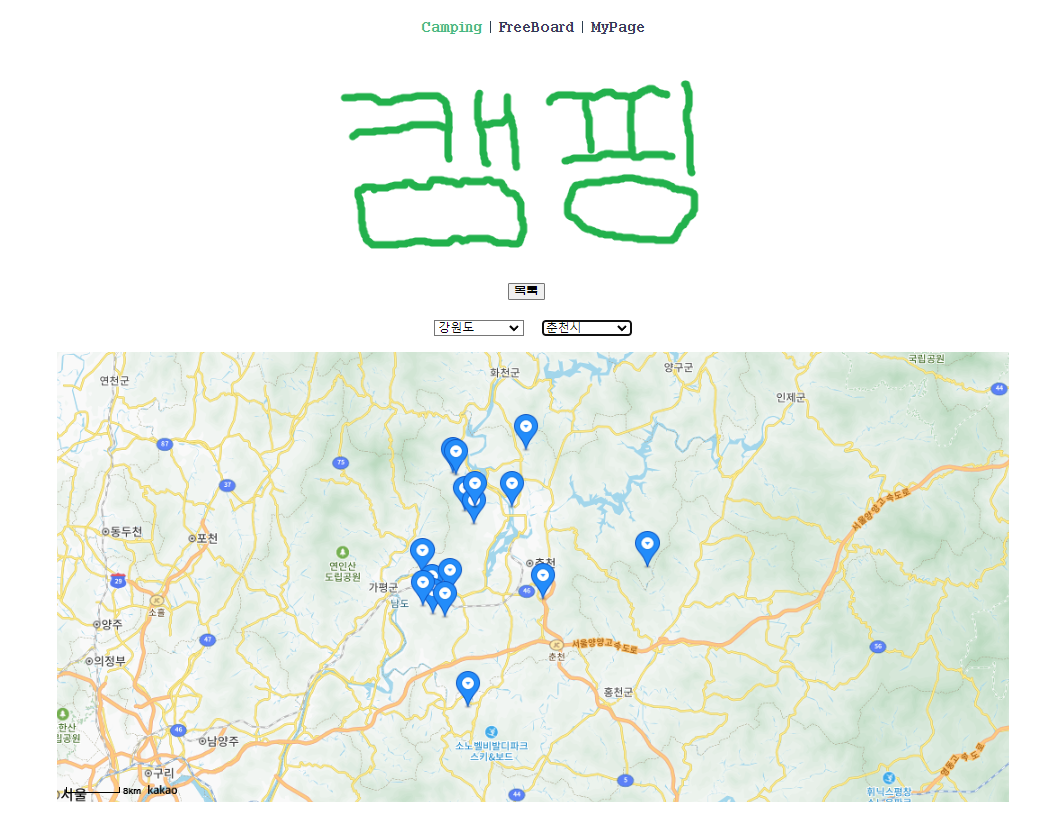 Camping | FreeBoard | MyPage
캠핑
목록
강원도 춘천시
국립공원
연천군
화천군
양구군
44
인제군
87
75
37
서울양양고속도로
동두천
포천
연인산
도립공원
춘천
29
가평군
46
소흘
남도
양주
47
서울양양고속도로
56
의정부
춘천
홍천군
한산
립공원
46
남양주
소노벨비발디파크
스키&보드
구리
5
영동고속도로
서울
8km kakao
44
휘닉스평창